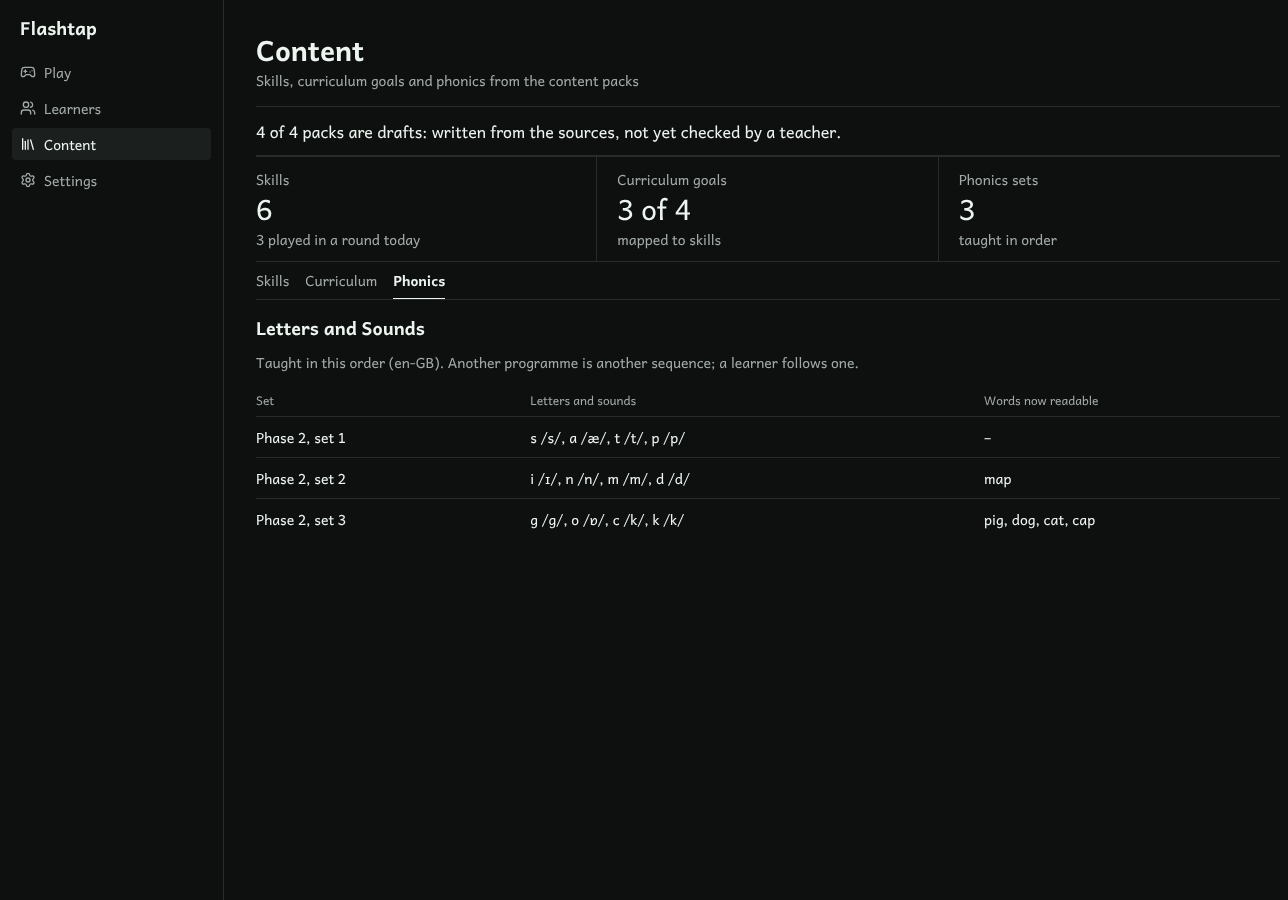 Flashtap
Play
Learners
Content
Settings
Content
Skills, curriculum goals and phonics from the content packs
4 of 4 packs are drafts: written from the sources, not yet checked by a teacher.
Skills
6
3 played in a round today
Curriculum goals
3 of 4
mapped to skills
Phonics sets
3
taught in order
Skills Curriculum Phonics
Letters and Sounds
Taught in this order (en-GB). Another programme is another sequence; a learner follows one.
Set Letters and sounds Words now readable
Phase 2, set 1 s /s/, a /æ/, t /t/, p /p/ –
Phase 2, set 2 i /ɪ/, n /n/, m /m/, d /d/ map
Phase 2, set 3 g /ɡ/, o /ɒ/, c /k/, k /k/ pig, dog, cat, cap